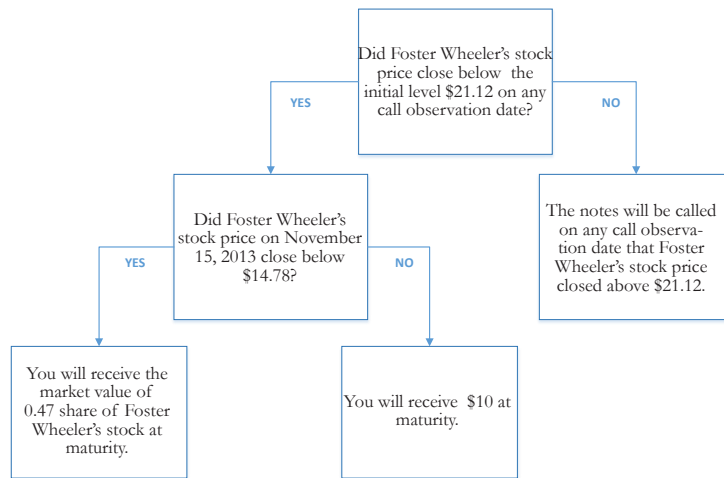 Did Foster Wheeler's stock
price close below the
initial level $21.12 on any
call observation date?
YES
NO
Did Foster Wheeler's
stock price on November
15, 2013 close below
$14.78?
The notes will be called
on any call observa-
tion date that Foster
Wheeler's stock price
closed above $21.12.
YES
NO
You will receive the
market value of
0.47 share of Foster
Wheeler's stock at
maturity.
You will receive $10 at
maturity.